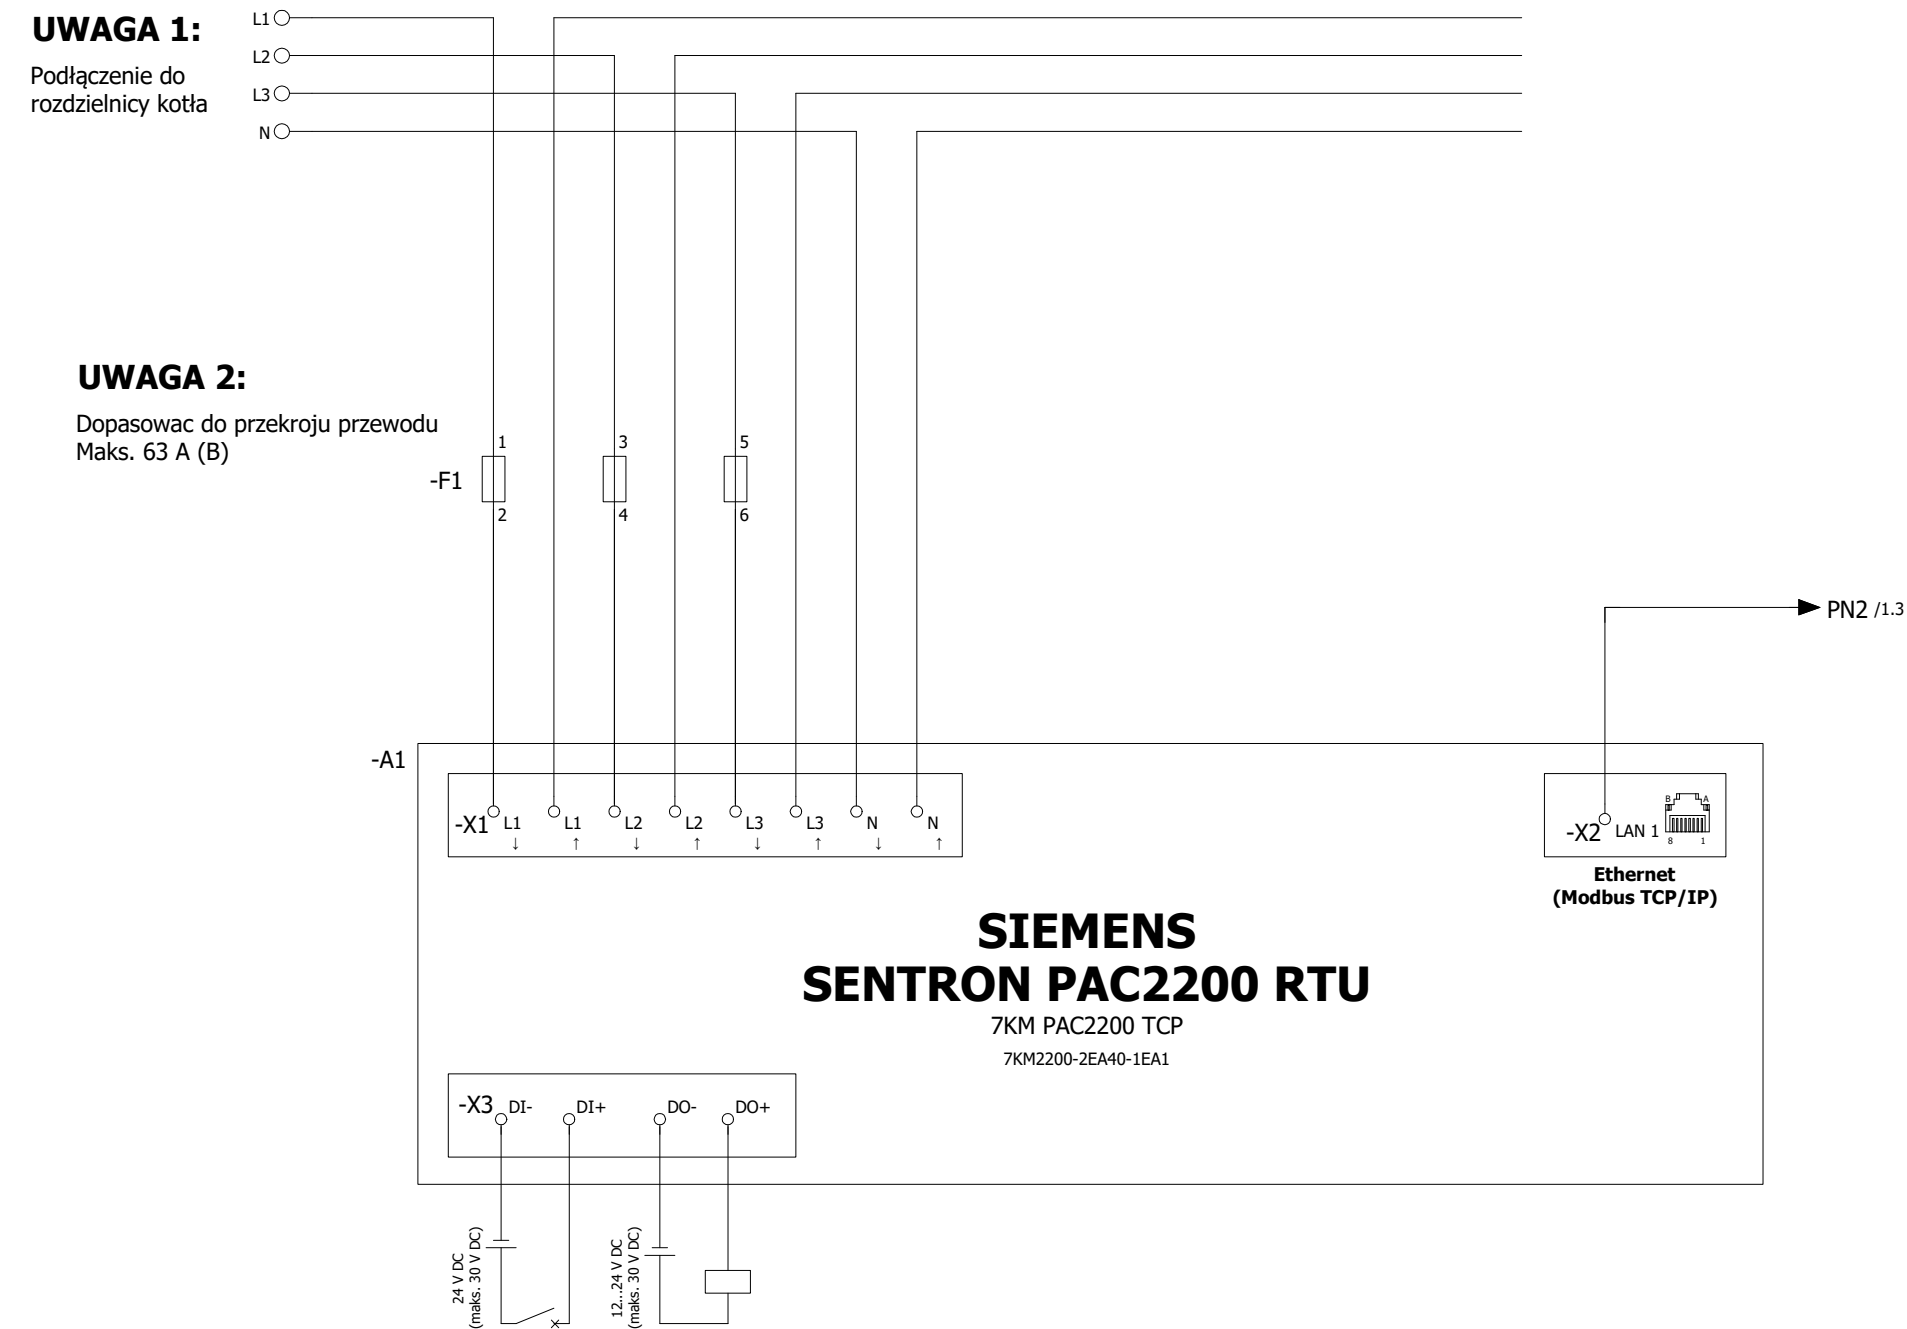 UWAGA 1:
Podłączenie do
rozdzielnicy kotła
L1
L2
L3
N
UWAGA 2:
Dopasowac do przekroju przewodu
Maks. 63 A (B)
-F1
1
3
5
2
4
6
PN2 /1.3
-A1
-X1 L1 L1 L2 L2 L3 L3 N N
↓ ↑ ↓ ↑ ↓ ↑ ↓ ↑
-X2 LAN 1
B A
8 1
Ethernet
(Modbus TCP/IP)
SIEMENS
SENTRON PAC2200 RTU
7KM PAC2200 TCP
7KM2200-2EA40-1EA1
-X3 DI- DI+ DO- DO+
24 V DC
(maks. 30 V DC)
12...24 V DC
(maks. 30 V DC)